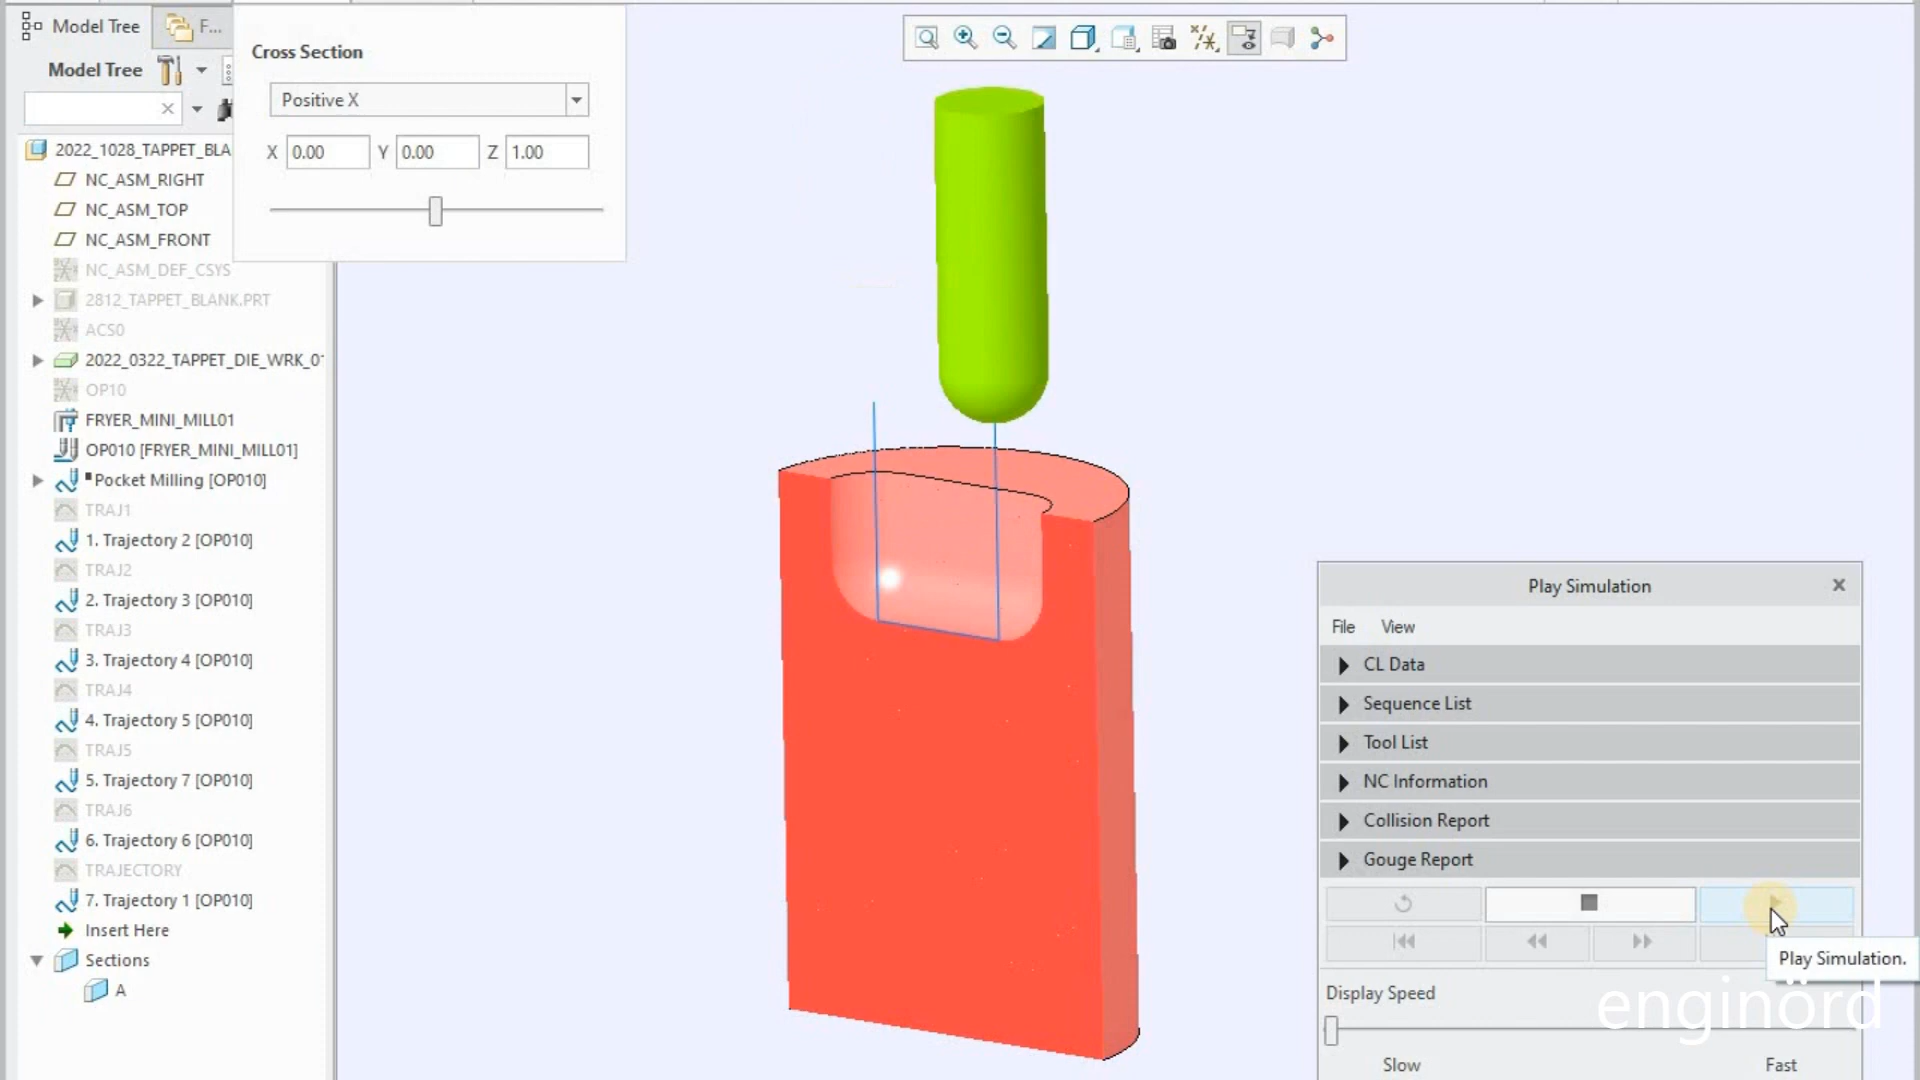 Model Tree
F...
Model Tree
Cross Section
Positive X
X 0.00 Y 0.00 Z 1.00
2022_1028_TAPPET_BLA
NC_ASM_RIGHT
NC_ASM_TOP
NC_ASM_FRONT
NC_ASM_DEF_CSYS
2812_TAPPET_BLANK.PRT
ACS0
2022_0322_TAPPET_DIE_WRK_0
OP10
FRYER_MINI_MILL01
OP010 [FRYER_MINI_MILL01]
Pocket Milling [OP010]
TRAJ1
1. Trajectory 2 [OP010]
TRAJ2
2. Trajectory 3 [OP010]
TRAJ3
3. Trajectory 4 [OP010]
TRAJ4
4. Trajectory 5 [OP010]
TRAJ5
5. Trajectory 7 [OP010]
TRAJ6
6. Trajectory 6 [OP010]
TRAJECTORY
7. Trajectory 1 [OP010]
Insert Here
Sections
A
Play Simulation
File View
CL Data
Sequence List
Tool List
NC Information
Collision Report
Gouge Report
Play Simulation.
Display Speed
enginörd
Slow Fast